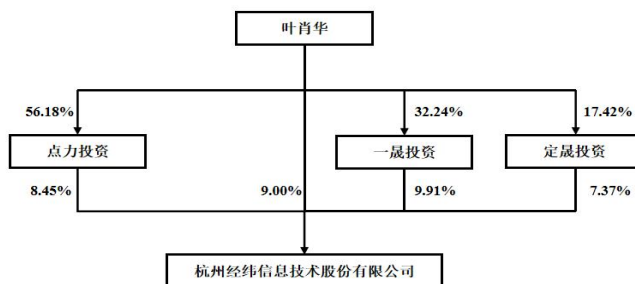 叶肖华
56.18%
32.24%
17.42%
点力投资
一晟投资
定晟投资
8.45%
9.00%
9.91%
7.37%
杭州经纬信息技术股份有限公司